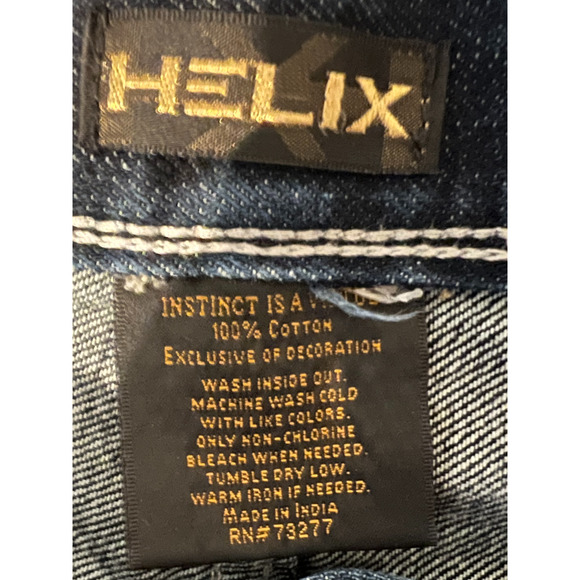 HELIX
INSTINCT IS A
100% COTTON
EXCLUSIVE OF DECORATION
WASH INSIDE OUT.
MACHINE WASH COLD
WITH LIKE COLORS.
ONLY NON-CHLORINE
BLEACH WHEN NEEDED.
TUMBLE DRY LOW.
WARM IRON IF NEEDED.
MADE IN INDIA
RN# 73277